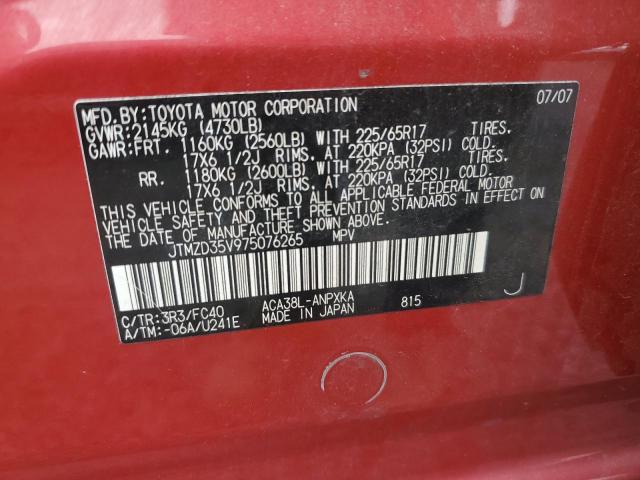 MFD.BY:TOYOTA MOTOR CORPORATION 07/07
GVWR:2145KG (4730LB)
GAWR:FRT. 1160KG (2560LB) WITH 225/65R17 TIRES.
17X6 1/2J RIMS, AT 220KPA (32PSI) COLD.
RR. 1180KG (2600LB) WITH 225/65R17 TIRES.
17X6 1/2J RIMS, AT 220KPA (32PSI) COLD.
THIS VEHICLE CONFORMS TO ALL APPLICABLE FEDERAL MOTOR
VEHICLE SAFETY AND THEFT PREVENTION STANDARDS IN EFFECT ON
THE DATE OF MANUFACTURE SHOWN ABOVE.
JTMZD35V975076265 MPV
C/TR:3R3/FC40 ACA38L-ANPXKA 815 J
A/TM:-06A/U241E MADE IN JAPAN